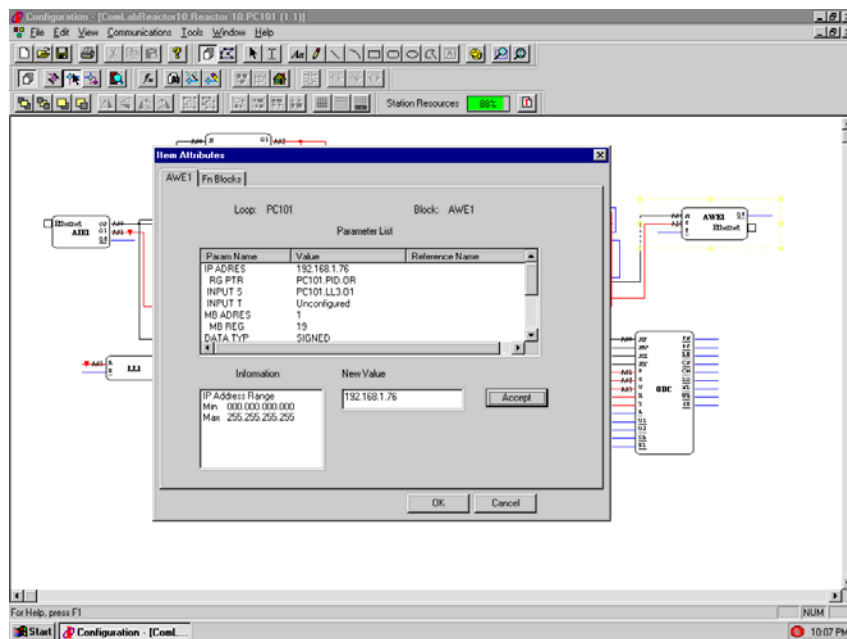 Configuration - [ComLabReactor10:Reactor 10:PC101 (1:1)]
File Edit View Communications Tools Window Help
Station Resources 88%
Item Attributes
AWE1 Fn Blocks
Loop: PC101 Block: AWE1
Parameter List
Param Name Value Reference Name
IP ADRES 192.168.1.76
RG PTR PC101.PID.OR
INPUT S PC101.LL3.O1
INPUT T Unconfigured
MB ADRES 1
MB REG 19
DATA TYP SIGNED
Information New Value
IP Address Range
Min 000.000.000.000
Max 255.255.255.255
192.168.1.76
Accept
OK Cancel
Ethernet
AIE1
LL1
AWE1
Ethernet
ODC
For Help, press F1
NUM
Start Configuration - [ComL...
10:07 PM